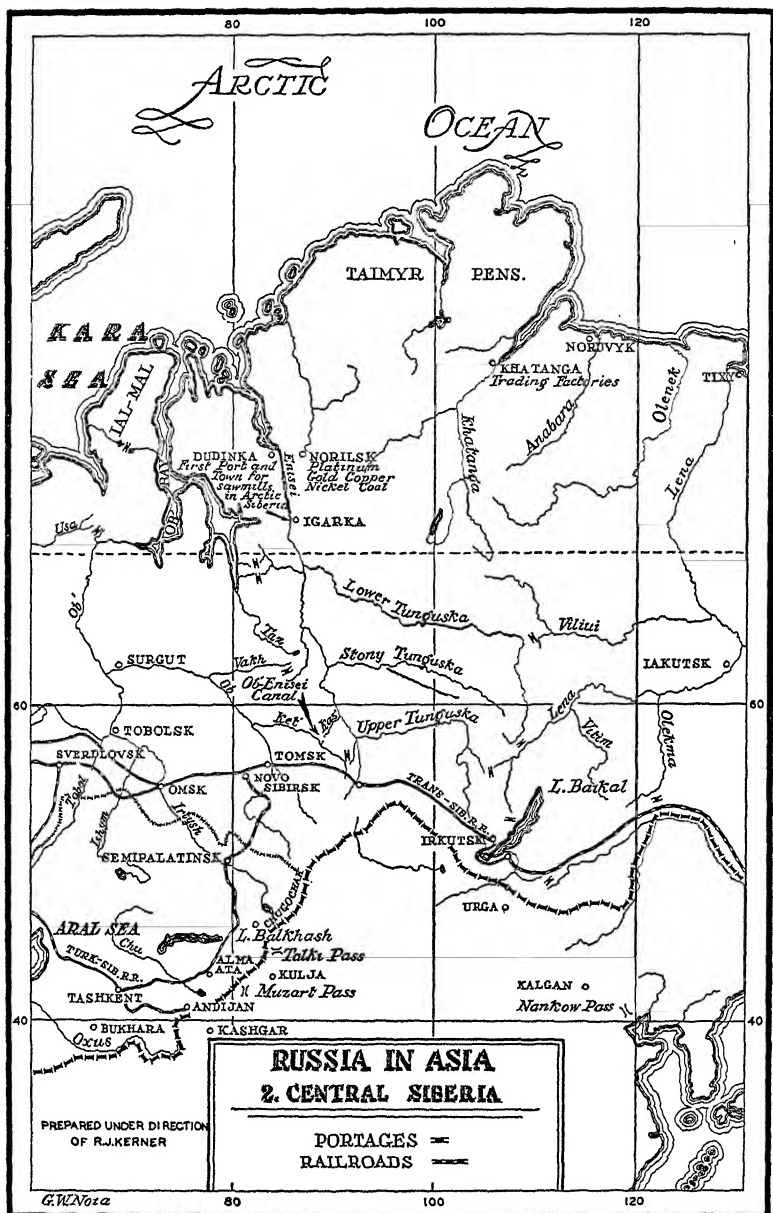 80
100
120
ARCTIC
OCEAN
TAIMYR PENS.
KARA
SEA
IAL-MAL
NORDVYK
KHATANGA
Trading Factories
TIXY
Olenek
Anabara
Khatanga
Lena
DUDINKA
First Port and
Town for
sawmills
in Arctic
Siberia
Enisei
NORILSK
Platinum
Gold Copper
Nickel Coal
OB' BAY
IGARKA
Usa
Ob'
Lower Tunguska
Viliui
Taz
SURGUT
Vakh
Stony Tunguska
IAKUTSK
Ob-Enisei
Canal
Ob
60
Ket'
Kas
Upper Tunguska
Lena
Vitim
Olekma
TOBOLSK
SVERDLOVSK
TOMSK
NOVO
SIBIRSK
OMSK
TRANS-SIB.R.R.
L. Baikal
Tobol
Ishim
Irtysh
IRKUTSK
SEMIPALATINSK
CHUGOCHAK
URGA
ARAL SEA
Chu
L. Balkhash
Talki Pass
TURK-SIB.R.R.
ALMA
ATA
KULJA
KALGAN
TASHKENT
Muzart Pass
Nankow Pass
ANDIJAN
40
40
BUKHARA
KASHGAR
Oxus
RUSSIA IN ASIA
2. CENTRAL SIBERIA
PREPARED UNDER DIRECTION
OF R.J.KERNER
PORTAGES
RAILROADS
G.W.Nota
80
100
120